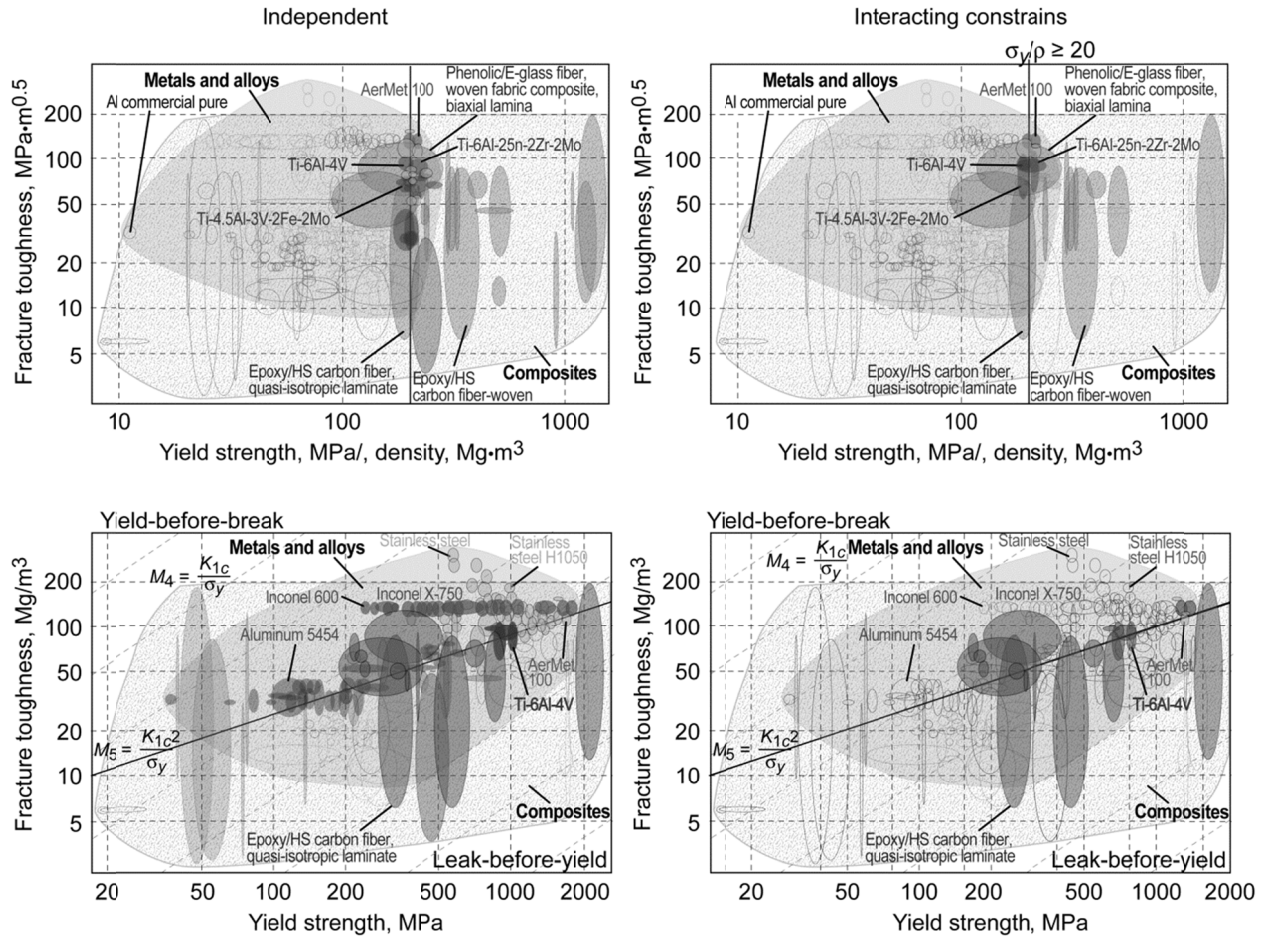 Independent
Fracture toughness, MPa•m0.5
200
100
50
20
10
5
Metals and alloys
Al commercial pure
AerMet 100
Phenolic/E-glass fiber,
woven fabric composite,
biaxial lamina
Ti-6Al-25n-2Zr-2Mo
Ti-6Al-4V
Ti-4.5Al-3V-2Fe-2Mo
Epoxy/HS carbon fiber,
quasi-isotropic laminate
Epoxy/HS
carbon fiber-woven
Composites
10
100
1000
Yield strength, MPa/, density, Mg•m3
Interacting constrains
σy/ρ ≥ 20
Fracture toughness, MPa•m0.5
200
100
50
20
10
5
Metals and alloys
Al commercial pure
AerMet 100
Phenolic/E-glass fiber,
woven fabric composite,
biaxial lamina
Ti-6Al-25n-2Zr-2Mo
Ti-6Al-4V
Ti-4.5Al-3V-2Fe-2Mo
Epoxy/HS carbon fiber,
quasi-isotropic laminate
Epoxy/HS
carbon fiber-woven
Composites
10
100
1000
Yield strength, MPa/, density, Mg•m3
Yield-before-break
Fracture toughness, Mg/m3
200
100
50
20
10
5
Metals and alloys
Stainless steel
Stainless
steel H1050
M4 = K1c/σy
Inconel 600
Inconel X-750
Aluminum 5454
AerMet
100
Ti-6Al-4V
M5 = K1c2/σy
Composites
Epoxy/HS carbon fiber,
quasi-isotropic laminate
Leak-before-yield
20
50
100
200
500
1000
2000
Yield strength, MPa
Yield-before-break
Fracture toughness, Mg/m3
200
100
50
20
10
5
M4 = K1c/σy
Metals and alloys
Stainless steel
Stainless
steel H1050
Inconel 600
Inconel X-750
Aluminum 5454
AerMet
100
Ti-6Al-4V
M5 = K1c2/σy
Composites
Epoxy/HS carbon fiber,
quasi-isotropic laminate
Leak-before-yield
20
50
100
200
500
1000
2000
Yield strength, MPa